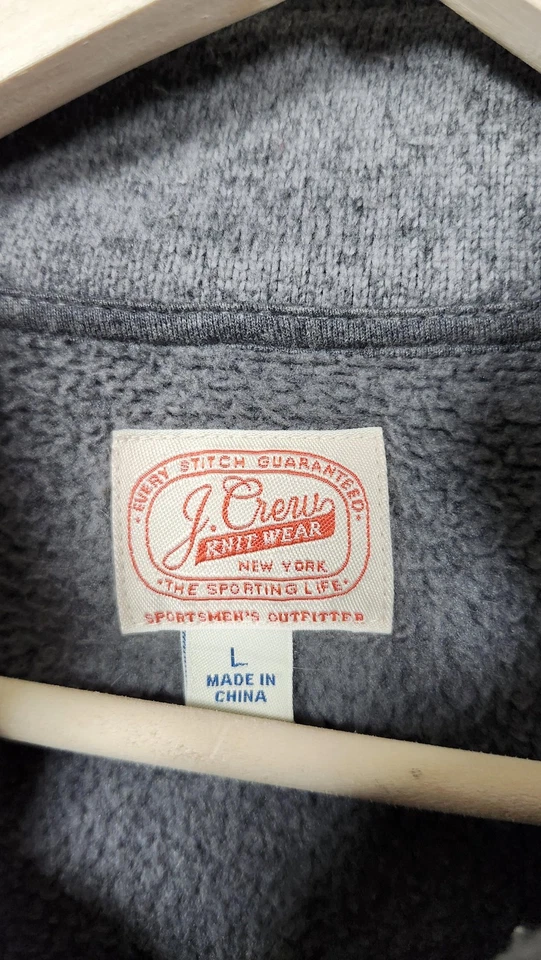 • EVERY STITCH GUARANTEED •
J. Crew
KNIT WEAR
NEW YORK
• THE SPORTING LIFE •
SPORTSMEN'S OUTFITTER
L
MADE IN
CHINA